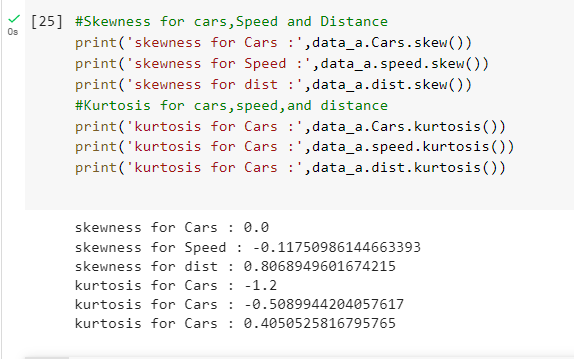 [25] #Skewness for cars,Speed and Distance
print('skewness for Cars :',data_a.Cars.skew())
print('skewness for Speed :',data_a.speed.skew())
print('skewness for dist :',data_a.dist.skew())
#Kurtosis for cars,speed,and distance
print('kurtosis for Cars :',data_a.Cars.kurtosis())
print('kurtosis for Cars :',data_a.speed.kurtosis())
print('kurtosis for Cars :',data_a.dist.kurtosis())
0s
skewness for Cars : 0.0
skewness for Speed : -0.11750986144663393
skewness for dist : 0.8068949601674215
kurtosis for Cars : -1.2
kurtosis for Cars : -0.5089944204057617
kurtosis for Cars : 0.4050525816795765